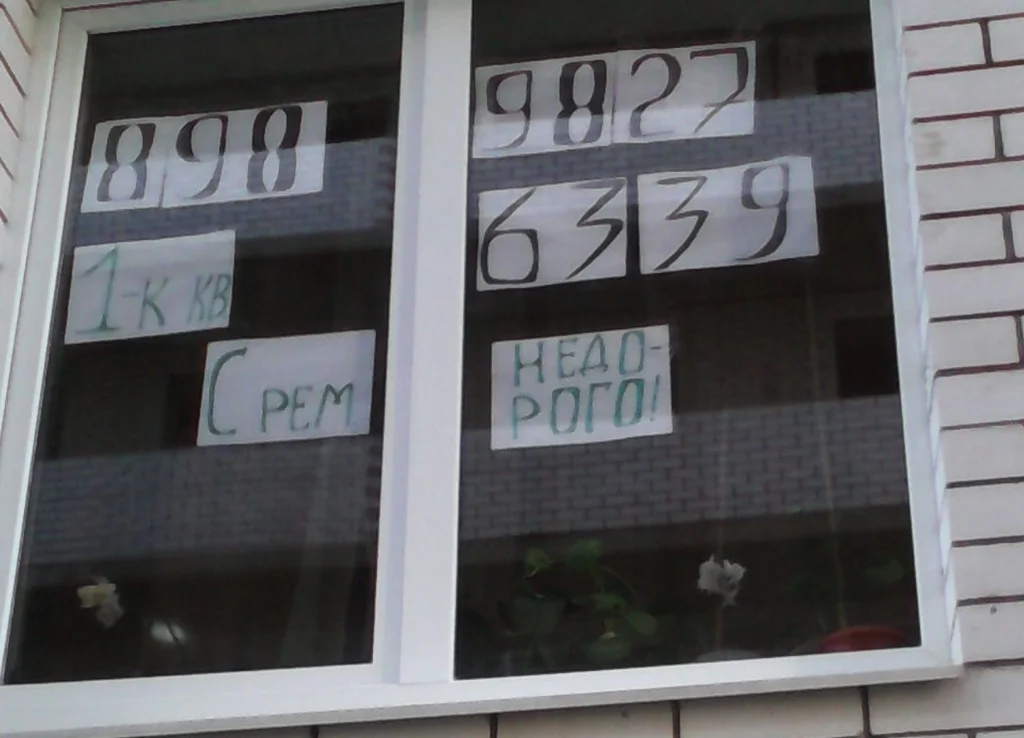 898
1-к кв
С рем
9827
6339
НЕДО-
РОГО!